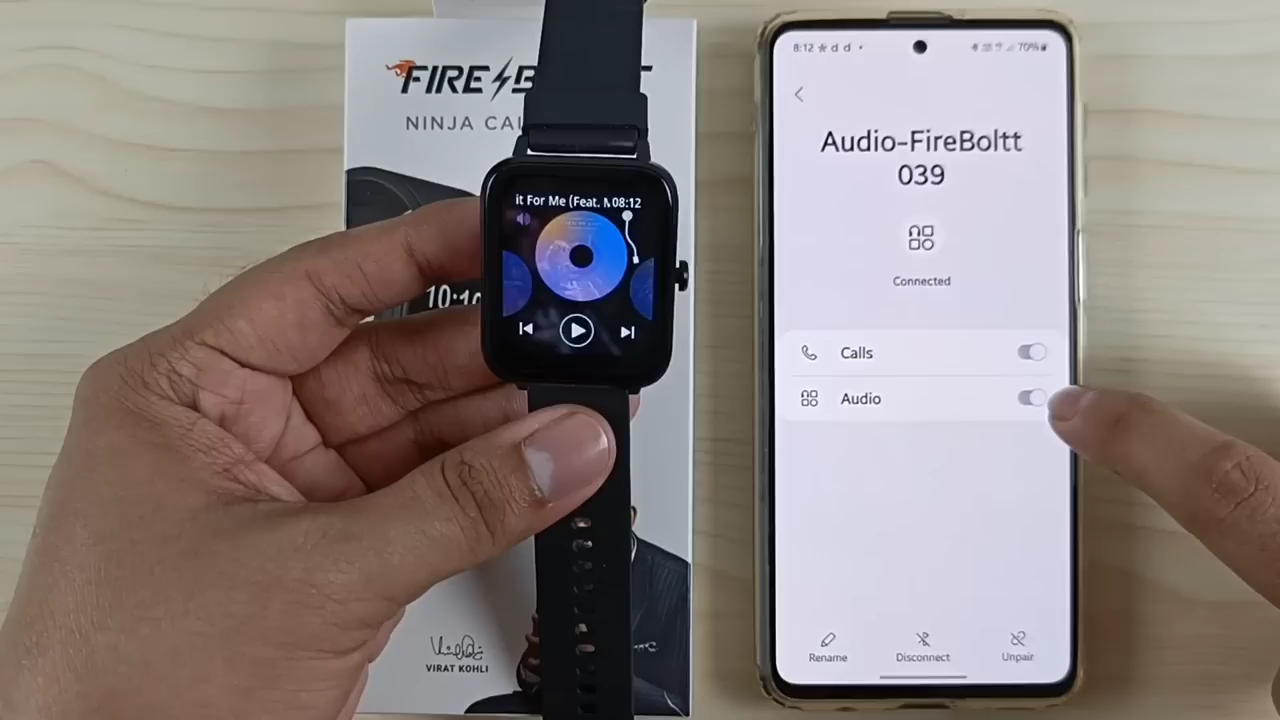 FIRE
NINJA CAL
10:10
VIRAT KOHLI
it For Me (Feat. M 08:12
8:12
70%
Audio-FireBoltt
039
Connected
Calls
Audio
Rename
Disconnect
Unpair